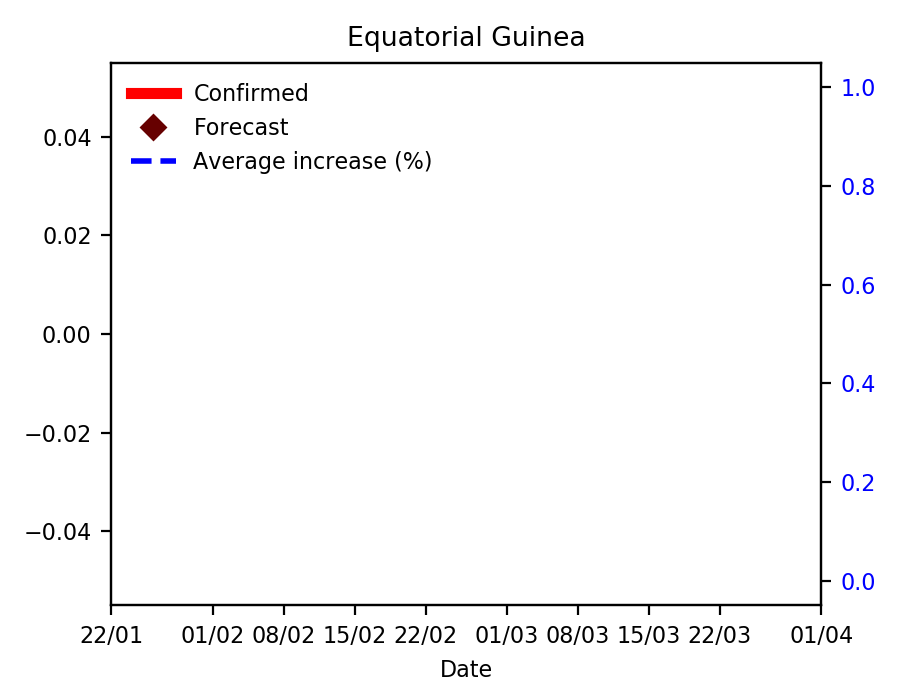 Equatorial Guinea
Confirmed
Forecast
Average increase (%)
0.04
0.02
0.00
−0.02
−0.04
1.0
0.8
0.6
0.4
0.2
0.0
22/01 01/02 08/02 15/02 22/02 01/03 08/03 15/03 22/03 01/04
Date